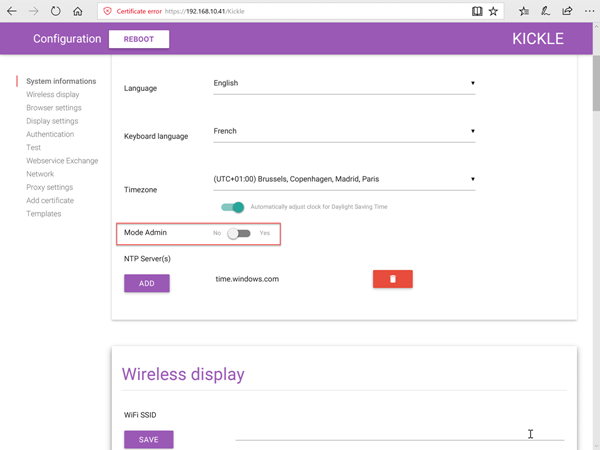 Certificate error https://192.168.10.41/Kickle
Configuration REBOOT KICKLE
System informations
Wireless display
Browser settings
Display settings
Authentication
Test
Webservice Exchange
Network
Proxy settings
Add certificate
Templates
Language English
Keyboard language French
Timezone (UTC+01:00) Brussels, Copenhagen, Madrid, Paris
Automatically adjust clock for Daylight Saving Time
Mode Admin No Yes
NTP Server(s)
ADD time.windows.com
Wireless display
WiFi SSID
SAVE